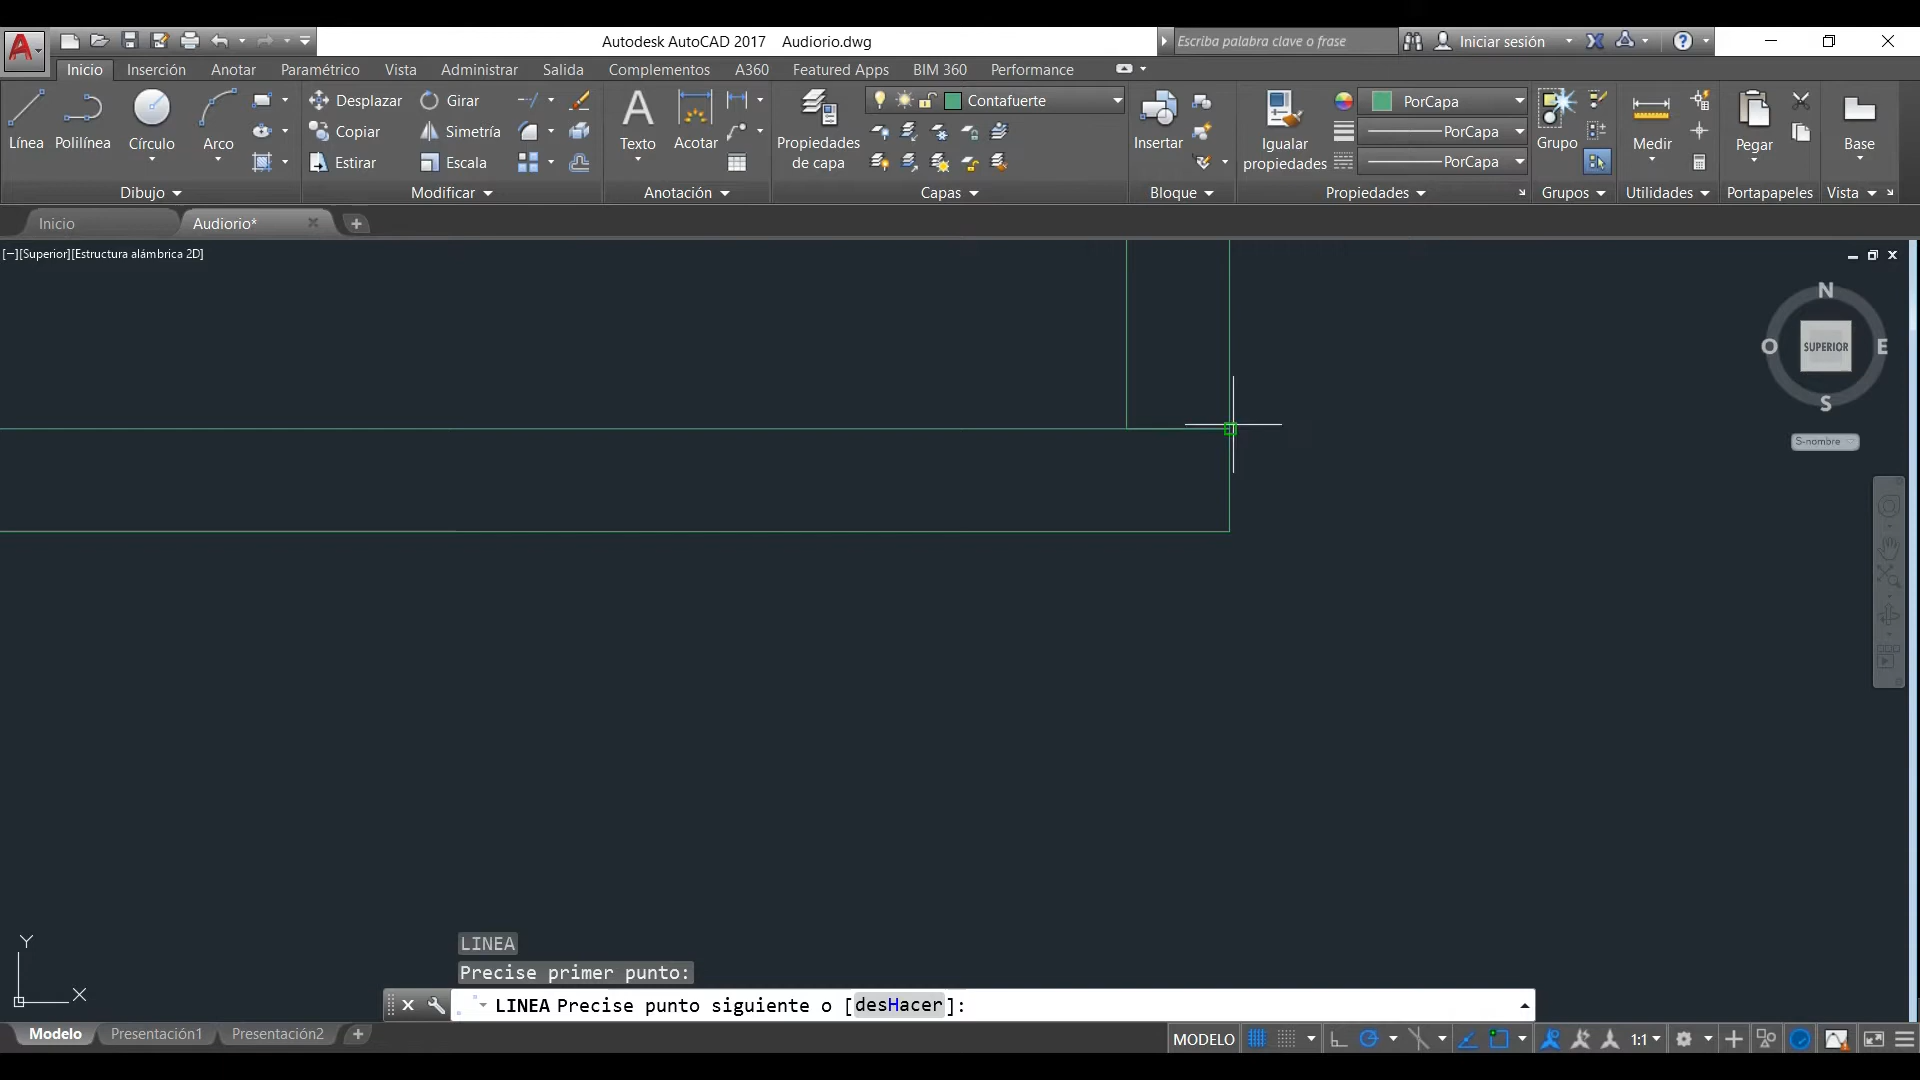 Autodesk AutoCAD 2017 Audiorio.dwg
Escriba palabra clave o frase
Iniciar sesión
Inicio Inserción Anotar Paramétrico Vista Administrar Salida Complementos A360 Featured Apps BIM 360 Performance
Línea Polilínea Círculo Arco
Desplazar Girar
Copiar Simetría
Estirar Escala
Texto Acotar
Propiedades de capa
Contafuerte
Insertar
Igualar propiedades
PorCapa
PorCapa
PorCapa
Grupo
Medir
Pegar
Base
Dibujo Modificar Anotación Capas Bloque Propiedades Grupos Utilidades Portapapeles Vista
Inicio Audiorio*
[−][Superior][Estructura alámbrica 2D]
N
O SUPERIOR E
S
S-nombre
Y
X
LINEA
Precise primer punto:
LINEA Precise punto siguiente o [desHacer]:
Modelo Presentación1 Presentación2
MODELO 1:1